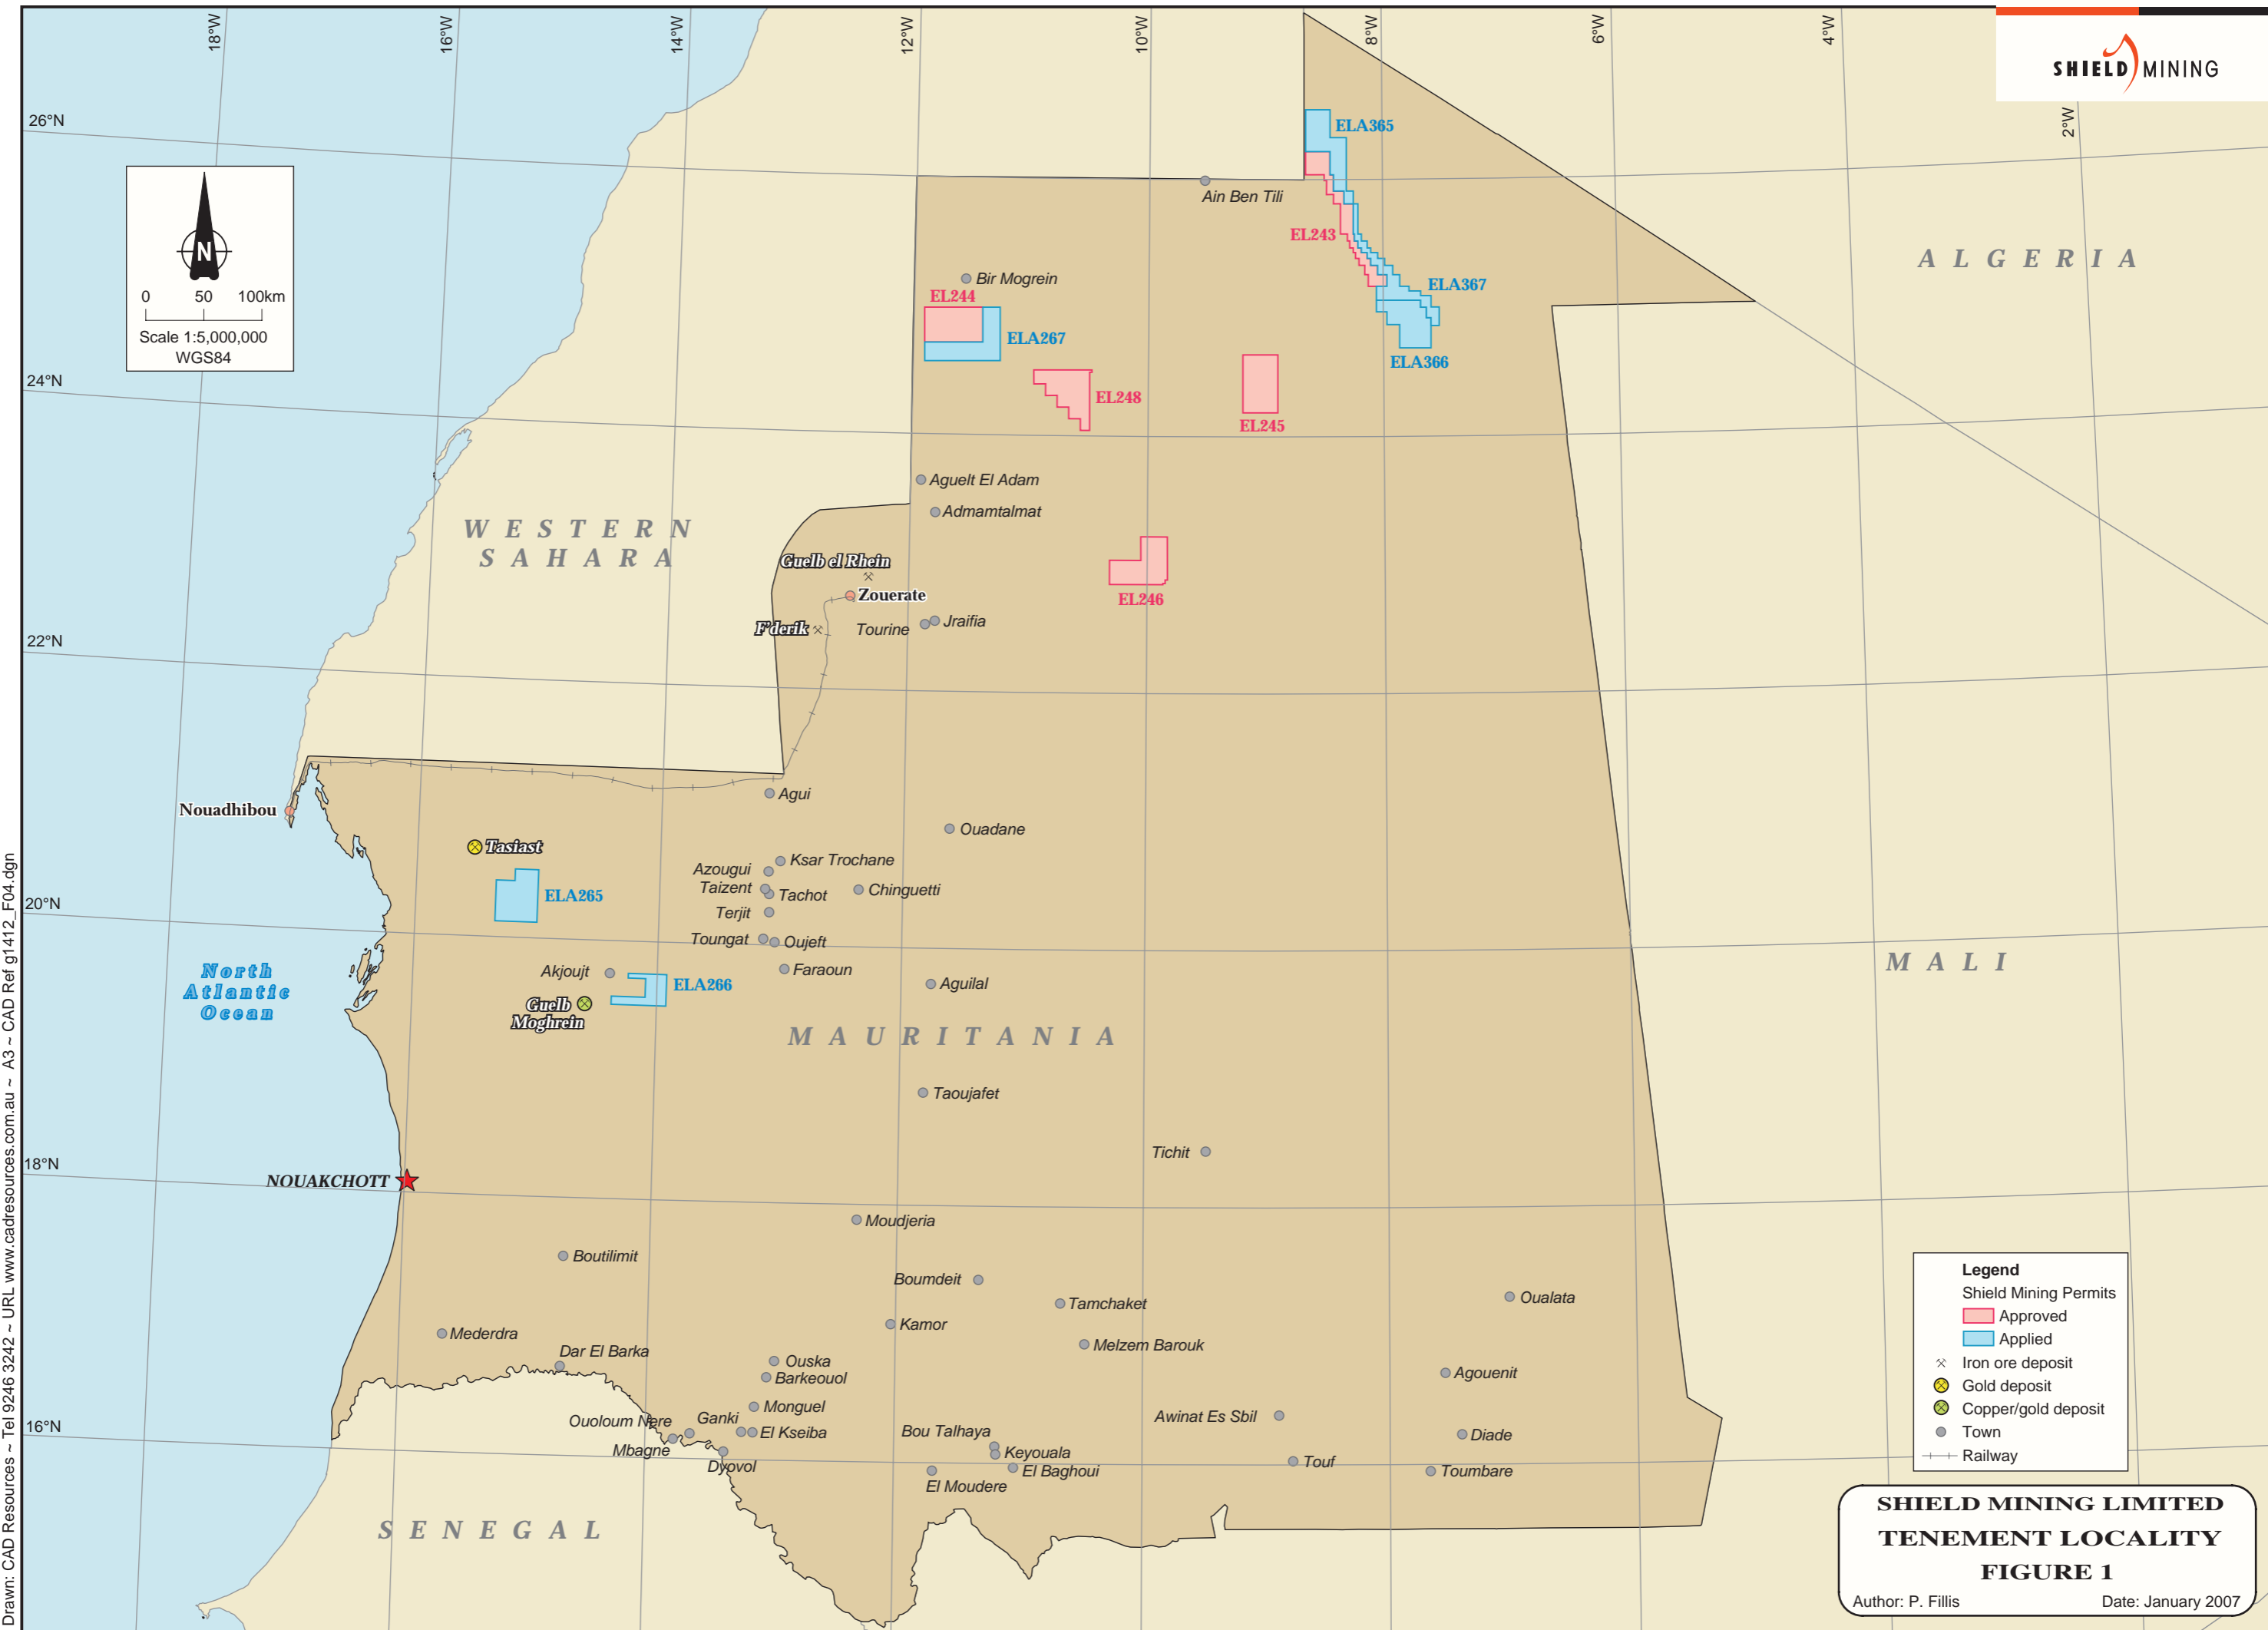 18°W
16°W
14°W
12°W
10°W
8°W
6°W
4°W
2°W
SHIELD MINING
26°N
24°N
22°N
20°N
18°N
16°N
N
0 50 100km
Scale 1:5,000,000
WGS84
ELA365
Ain Ben Tili
EL243
ALGERIA
Bir Mogrein
EL244
ELA267
ELA367
ELA366
EL248
EL245
Aguelt El Adam
Admamtalmat
WESTERN
SAHARA
Guelb el Rhein
Zouerate
F'derik
Tourine
Jraifia
EL246
Nouadhibou
Agui
Ouadane
Tasiast
ELA265
Ksar Trochane
Azougui
Taizent
Tachot
Chinguetti
Terjit
Toungat
Oujeft
Faraoun
North
Atlantic
Ocean
Akjoujt
ELA266
Guelb
Moghrein
Aguilal
MALI
MAURITANIA
Taoujafet
Tichit
NOUAKCHOTT
Moudjeria
Boutilimit
Boumdeit
Tamchaket
Oualata
Kamor
Mederdra
Melzem Barouk
Dar El Barka
Ouska
Barkeouol
Agouenit
Monguel
Ouoloum Nere
Ganki
El Kseiba
Awinat Es Sbil
Mbagne
Dyovol
Bou Talhaya
Keyouala
El Baghoui
El Moudere
Touf
Diade
Toumbare
SENEGAL
Legend
Shield Mining Permits
Approved
Applied
Iron ore deposit
Gold deposit
Copper/gold deposit
Town
Railway
SHIELD MINING LIMITED
TENEMENT LOCALITY
FIGURE 1
Author: P. Fillis Date: January 2007
Drawn: CAD Resources ~ Tel 9246 3242 ~ URL www.cadresources.com.au ~ A3 ~ CAD Ref g1412_F04.dgn